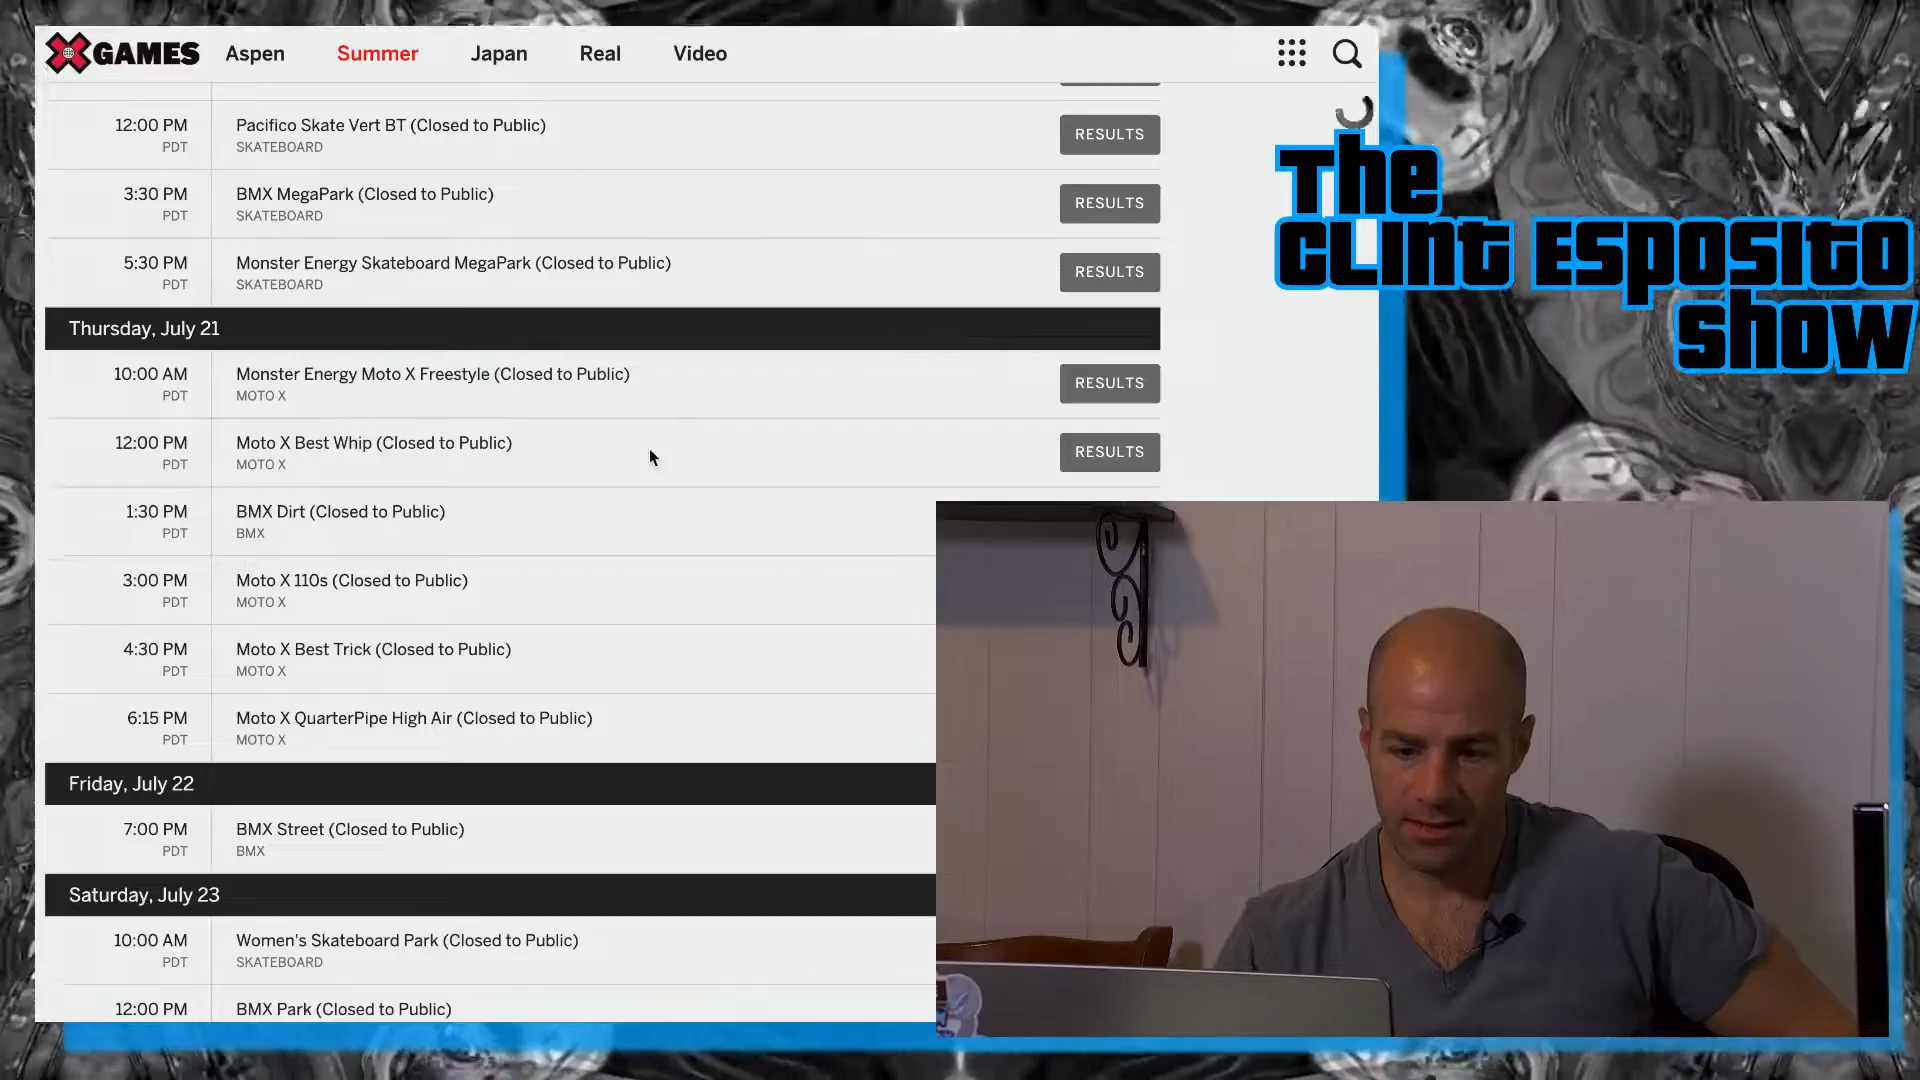 X GAMES Aspen Summer Japan Real Video
12:00 PM Pacifico Skate Vert BT (Closed to Public) RESULTS
PDT SKATEBOARD
3:30 PM BMX MegaPark (Closed to Public) RESULTS
PDT SKATEBOARD
5:30 PM Monster Energy Skateboard MegaPark (Closed to Public) RESULTS
PDT SKATEBOARD
Thursday, July 21
10:00 AM Monster Energy Moto X Freestyle (Closed to Public) RESULTS
PDT MOTO X
12:00 PM Moto X Best Whip (Closed to Public) RESULTS
PDT MOTO X
1:30 PM BMX Dirt (Closed to Public)
PDT BMX
3:00 PM Moto X 110s (Closed to Public)
PDT MOTO X
4:30 PM Moto X Best Trick (Closed to Public)
PDT MOTO X
6:15 PM Moto X QuarterPipe High Air (Closed to Public)
PDT MOTO X
Friday, July 22
7:00 PM BMX Street (Closed to Public)
PDT BMX
Saturday, July 23
10:00 AM Women's Skateboard Park (Closed to Public)
PDT SKATEBOARD
12:00 PM BMX Park (Closed to Public)
The
CLint Esposito
show